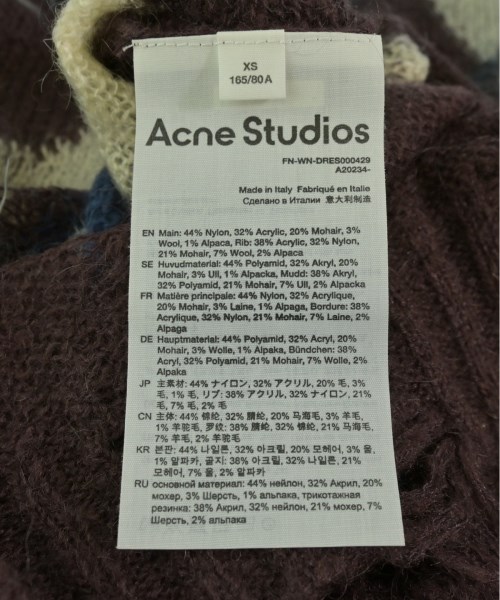 XS
165/80A
Acne Studios
FN-WN-DRES000429
A20234-
Made in Italy Fabriqué en Italie
Сделано в Италии 意大利制造
EN Main: 44% Nylon, 32% Acrylic, 20% Mohair, 3%
Wool, 1% Alpaca, Rib: 38% Acrylic, 32% Nylon,
21% Mohair, 7% Wool, 2% Alpaca
SE Huvudmaterial: 44% Polyamid, 32% Akryl, 20%
Mohair, 3% Ull, 1% Alpacka, Mudd: 38% Akryl,
32% Polyamid, 21% Mohair, 7% Ull, 2% Alpacka
FR Matière principale: 44% Nylon, 32% Acrylique,
20% Mohair, 3% Laine, 1% Alpaga, Bordure: 38%
Acrylique, 32% Nylon, 21% Mohair, 7% Laine, 2%
Alpaga
DE Hauptmaterial: 44% Polyamid, 32% Acryl, 20%
Mohair, 3% Wolle, 1% Alpaka, Bündchen: 38%
Acryl, 32% Polyamid, 21% Mohair, 7% Wolle, 2%
Alpaka
JP 主素材: 44% ナイロン, 32% アクリル, 20% 毛, 3%
毛, 1% 毛, リブ: 38% アクリル, 32% ナイロン, 21%
毛, 7% 毛, 2% 毛
CN 主体: 44% 锦纶, 32% 腈纶, 20% 马海毛, 3% 羊毛,
1% 羊驼毛, 罗纹: 38% 腈纶, 32% 锦纶, 21% 马海毛,
7% 羊毛, 2% 羊驼毛
KR 본판: 44% 나일론, 32% 아크릴, 20% 모헤어, 3% 울,
1% 알파카, 골지: 38% 아크릴, 32% 나일론, 21%
모헤어, 7% 울, 2% 알파카
RU основной материал: 44% нейлон, 32% Акрил, 20%
мохер, 3% Шерсть, 1% альпака, трикотажная
резинка: 38% Акрил, 32% нейлон, 21% мохер, 7%
Шерсть, 2% альпака